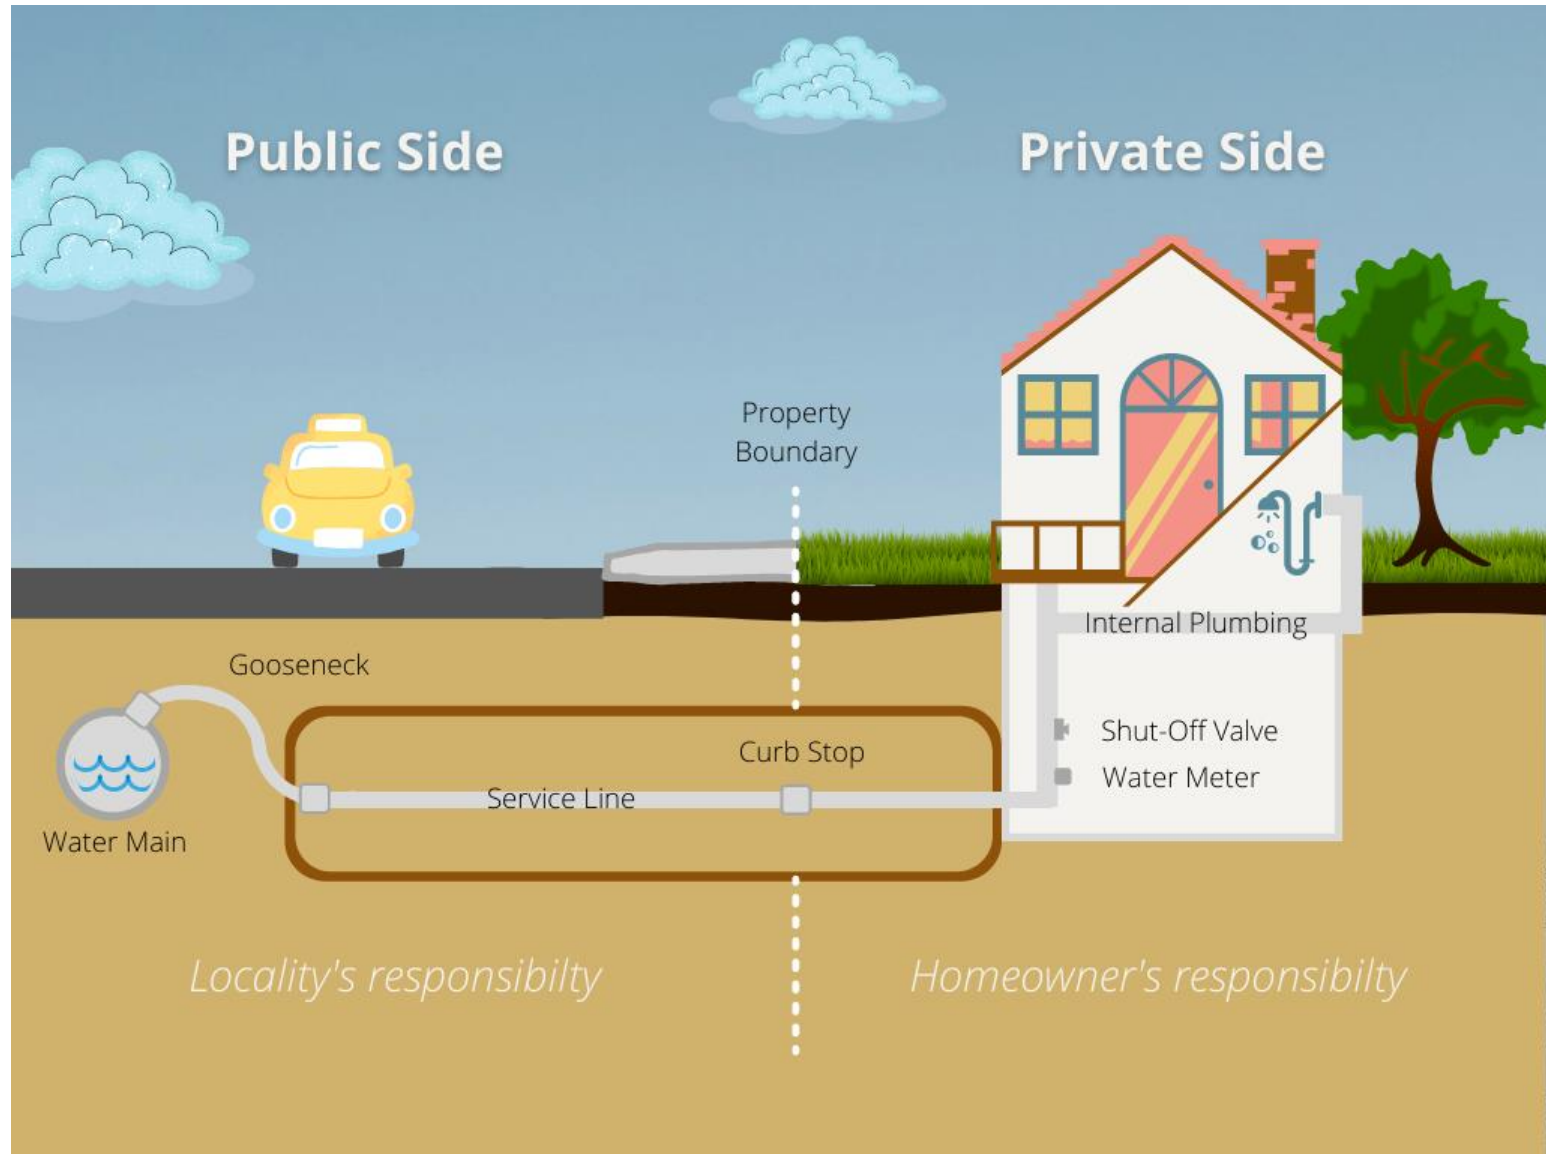 Public Side
Private Side
Property
Boundary
Internal Plumbing
Gooseneck
Shut-Off Valve
Curb Stop
Water Meter
Service Line
Water Main
Locality's responsibilty
Homeowner's responsibilty